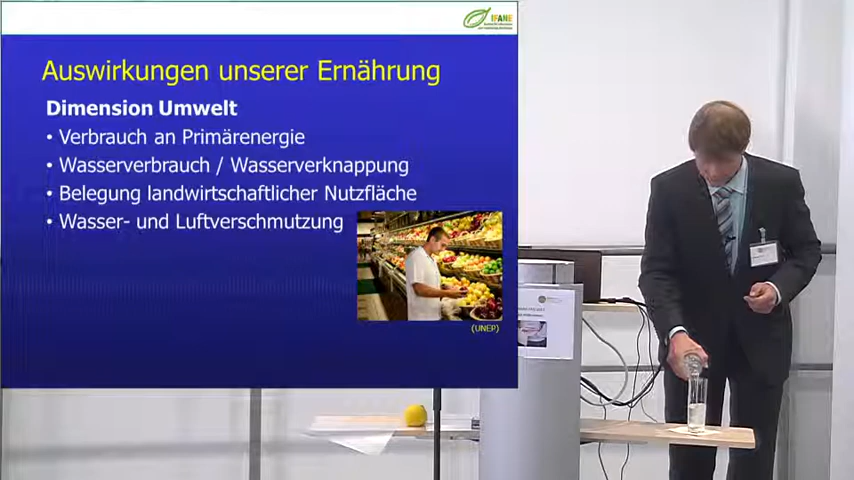 IFANE
Auswirkungen unserer Ernährung
Dimension Umwelt
• Verbrauch an Primärenergie
• Wasserverbrauch / Wasserverknappung
• Belegung landwirtschaftlicher Nutzfläche
• Wasser- und Luftverschmutzung
(UNEP)